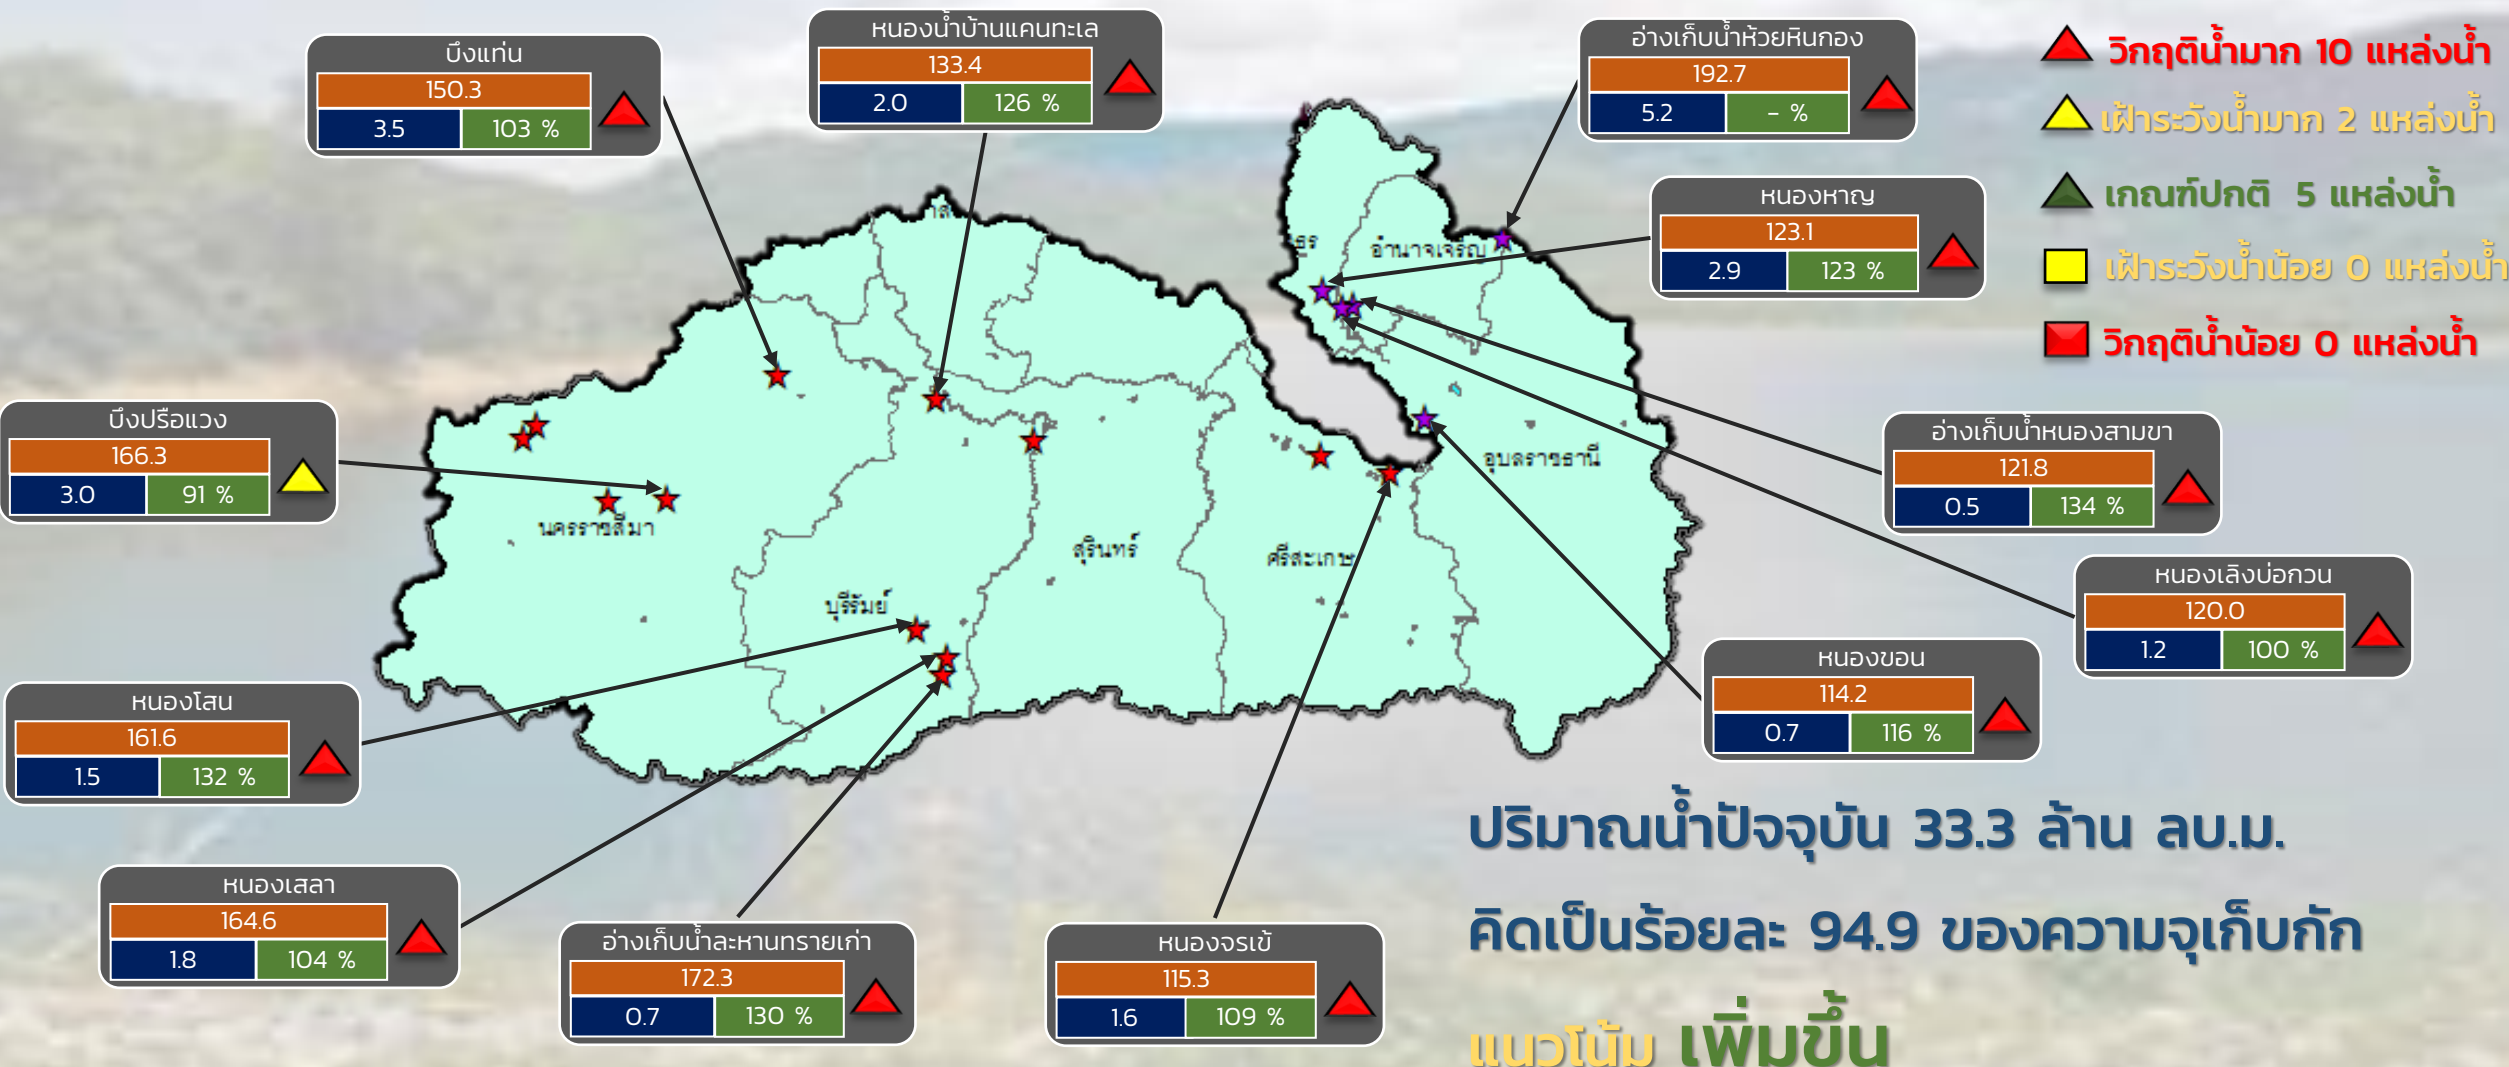 บึงแท่น
150.3
3.5 103 %
หนองน้ำบ้านแคนทะเล
133.4
2.0 126 %
อ่างเก็บน้ำห้วยหินกอง
192.7
5.2 - %
วิกฤติน้ำมาก 10 แหล่งน้ำ
เฝ้าระวังน้ำมาก 2 แหล่งน้ำ
เกณฑ์ปกติ 5 แหล่งน้ำ
เฝ้าระวังน้ำน้อย 0 แหล่งน้ำ
วิกฤติน้ำน้อย 0 แหล่งน้ำ
หนองหาญ
123.1
2.9 123 %
อำนาจเจริญ
บึงปรือแวง
166.3
3.0 91 %
อ่างเก็บน้ำหนองสามขา
121.8
0.5 134 %
อุบลราชธานี
นครราชสีมา
สุรินทร์
ศรีสะเกษ
บุรีรัมย์
หนองเลิงบ่อกวน
120.0
1.2 100 %
หนองขอน
114.2
0.7 116 %
หนองโสน
161.6
1.5 132 %
หนองเสลา
164.6
1.8 104 %
อ่างเก็บน้ำละหานทรายเก่า
172.3
0.7 130 %
หนองจรเข้
115.3
1.6 109 %
ปริมาณน้ำปัจจุบัน 33.3 ล้าน ลบ.ม.
คิดเป็นร้อยละ 94.9 ของความจุเก็บกัก
แนวโน้ม เพิ่มขึ้น